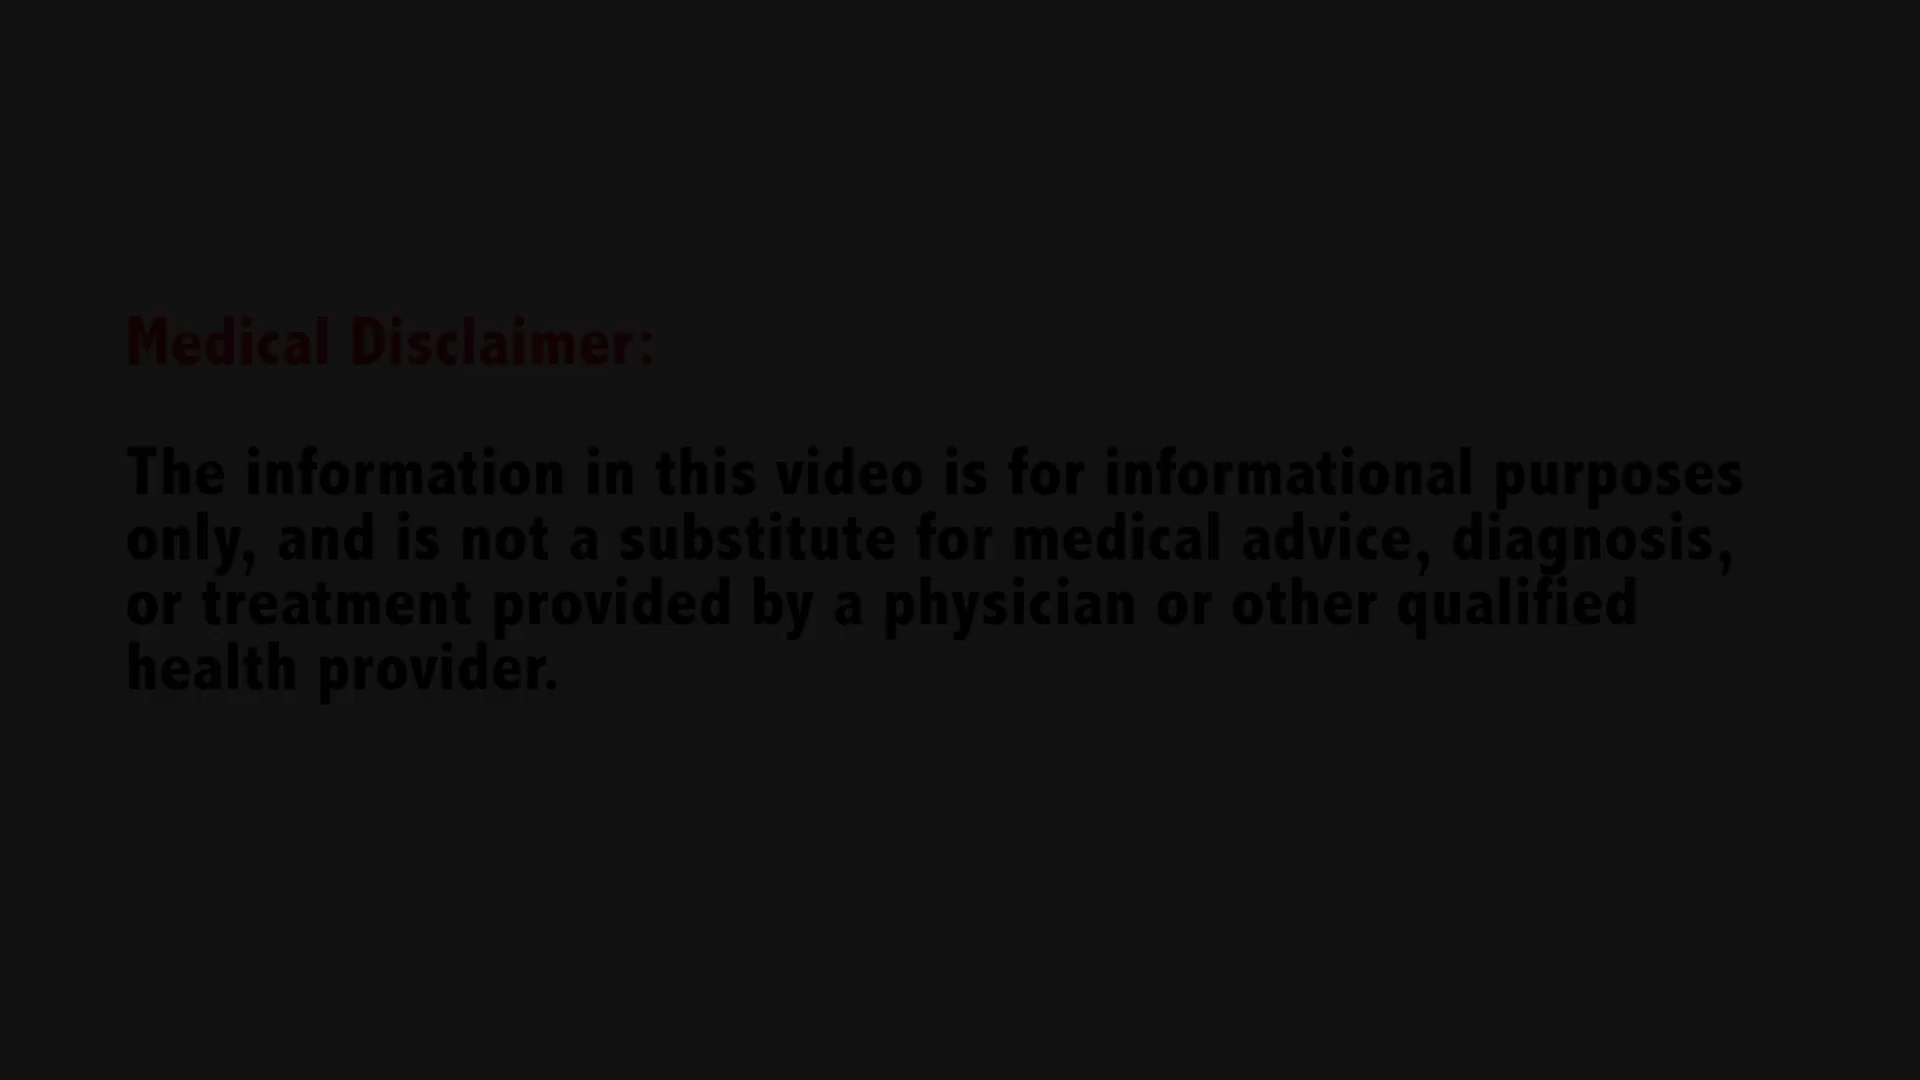 Medical Disclaimer:
The information in this video is for informational purposes
only, and is not a substitute for medical advice, diagnosis,
or treatment provided by a physician or other qualified
health provider.